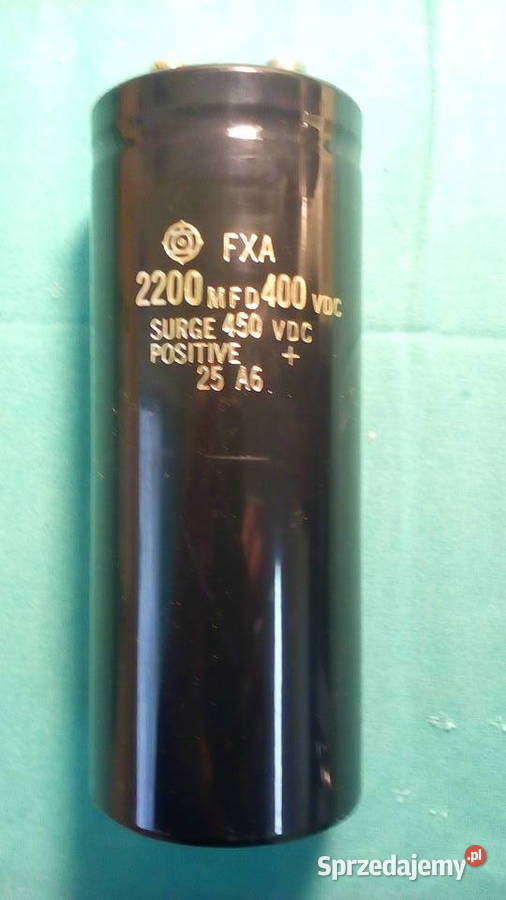 FXA
2200 MFD 400 VDC
SURGE 450 VDC
POSITIVE +
25 A6
Sprzedajemy.pl